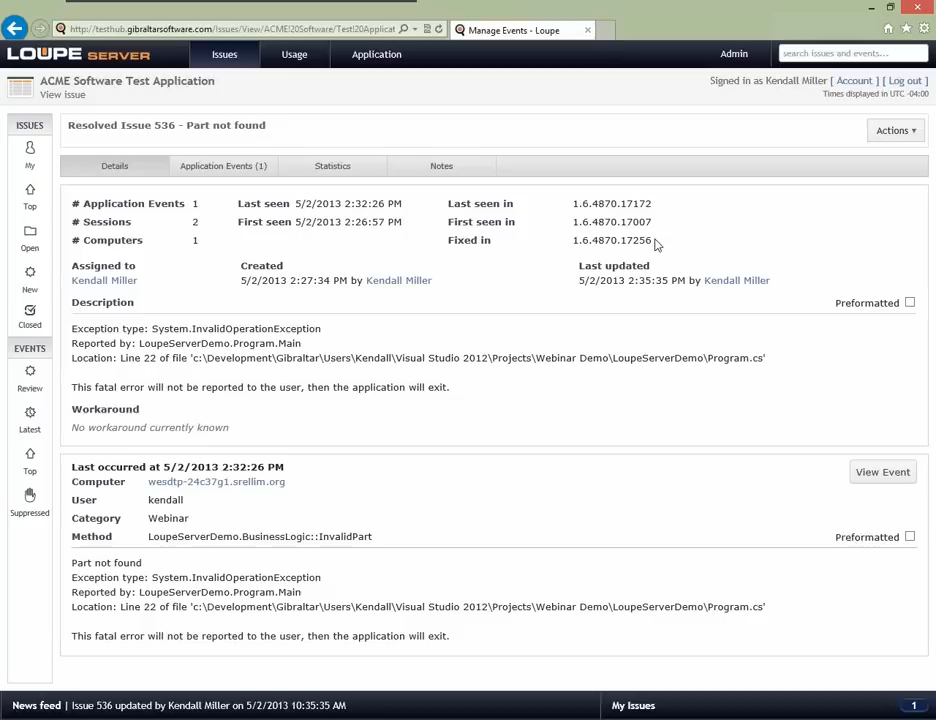 http://testhub.gibraltarsoftware.com/Issues/View/ACME!20Software/Test!20Applicat
Manage Events - Loupe
LOUPE SERVER
Issues
Usage
Application
Admin
search issues and events...
ACME Software Test Application
View issue
Signed in as Kendall Miller [ Account ] [ Log out ]
Times displayed in UTC -04:00
ISSUES
My
Top
Open
New
Closed
EVENTS
Review
Latest
Top
Suppressed
Resolved Issue 536 - Part not found
Actions ▾
Details
Application Events (1)
Statistics
Notes
# Application Events 1 Last seen 5/2/2013 2:32:26 PM Last seen in 1.6.4870.17172
# Sessions 2 First seen 5/2/2013 2:26:57 PM First seen in 1.6.4870.17007
# Computers 1 Fixed in 1.6.4870.17256
Assigned to Created Last updated
Kendall Miller 5/2/2013 2:27:34 PM by Kendall Miller 5/2/2013 2:35:35 PM by Kendall Miller
Description Preformatted
Exception type: System.InvalidOperationException
Reported by: LoupeServerDemo.Program.Main
Location: Line 22 of file 'c:\Development\Gibraltar\Users\Kendall\Visual Studio 2012\Projects\Webinar Demo\LoupeServerDemo\Program.cs'
This fatal error will not be reported to the user, then the application will exit.
Workaround
No workaround currently known
Last occurred at 5/2/2013 2:32:26 PM
View Event
Computer wesdtp-24c37g1.srellim.org
User kendall
Category Webinar
Method LoupeServerDemo.BusinessLogic::InvalidPart Preformatted
Part not found
Exception type: System.InvalidOperationException
Reported by: LoupeServerDemo.Program.Main
Location: Line 22 of file 'c:\Development\Gibraltar\Users\Kendall\Visual Studio 2012\Projects\Webinar Demo\LoupeServerDemo\Program.cs'
This fatal error will not be reported to the user, then the application will exit.
News feed | Issue 536 updated by Kendall Miller on 5/2/2013 10:35:35 AM
My Issues 1